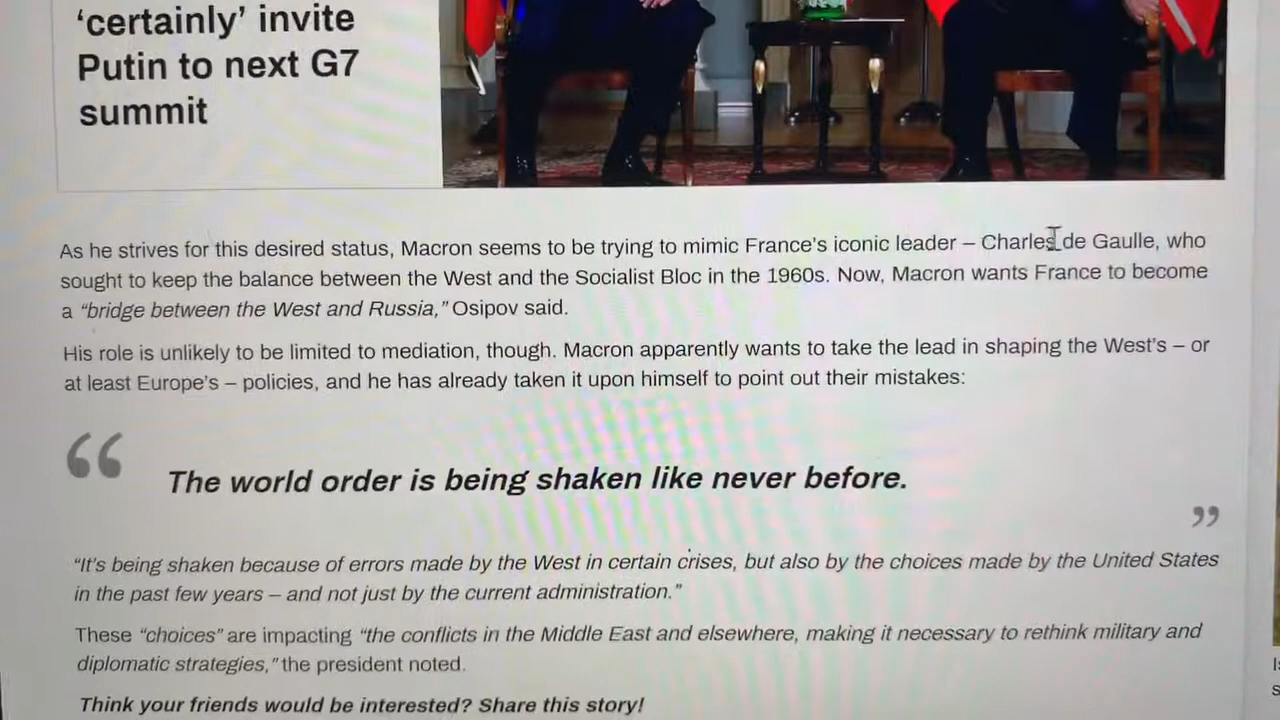 ‘certainly’ invite
Putin to next G7
summit
As he strives for this desired status, Macron seems to be trying to mimic France’s iconic leader – Charles de Gaulle, who
sought to keep the balance between the West and the Socialist Bloc in the 1960s. Now, Macron wants France to become
a “bridge between the West and Russia,” Osipov said.
His role is unlikely to be limited to mediation, though. Macron apparently wants to take the lead in shaping the West’s – or
at least Europe’s – policies, and he has already taken it upon himself to point out their mistakes:
“
The world order is being shaken like never before.
”
“It’s being shaken because of errors made by the West in certain crises, but also by the choices made by the United States
in the past few years – and not just by the current administration.”
These “choices” are impacting “the conflicts in the Middle East and elsewhere, making it necessary to rethink military and
diplomatic strategies,” the president noted.
Think your friends would be interested? Share this story!